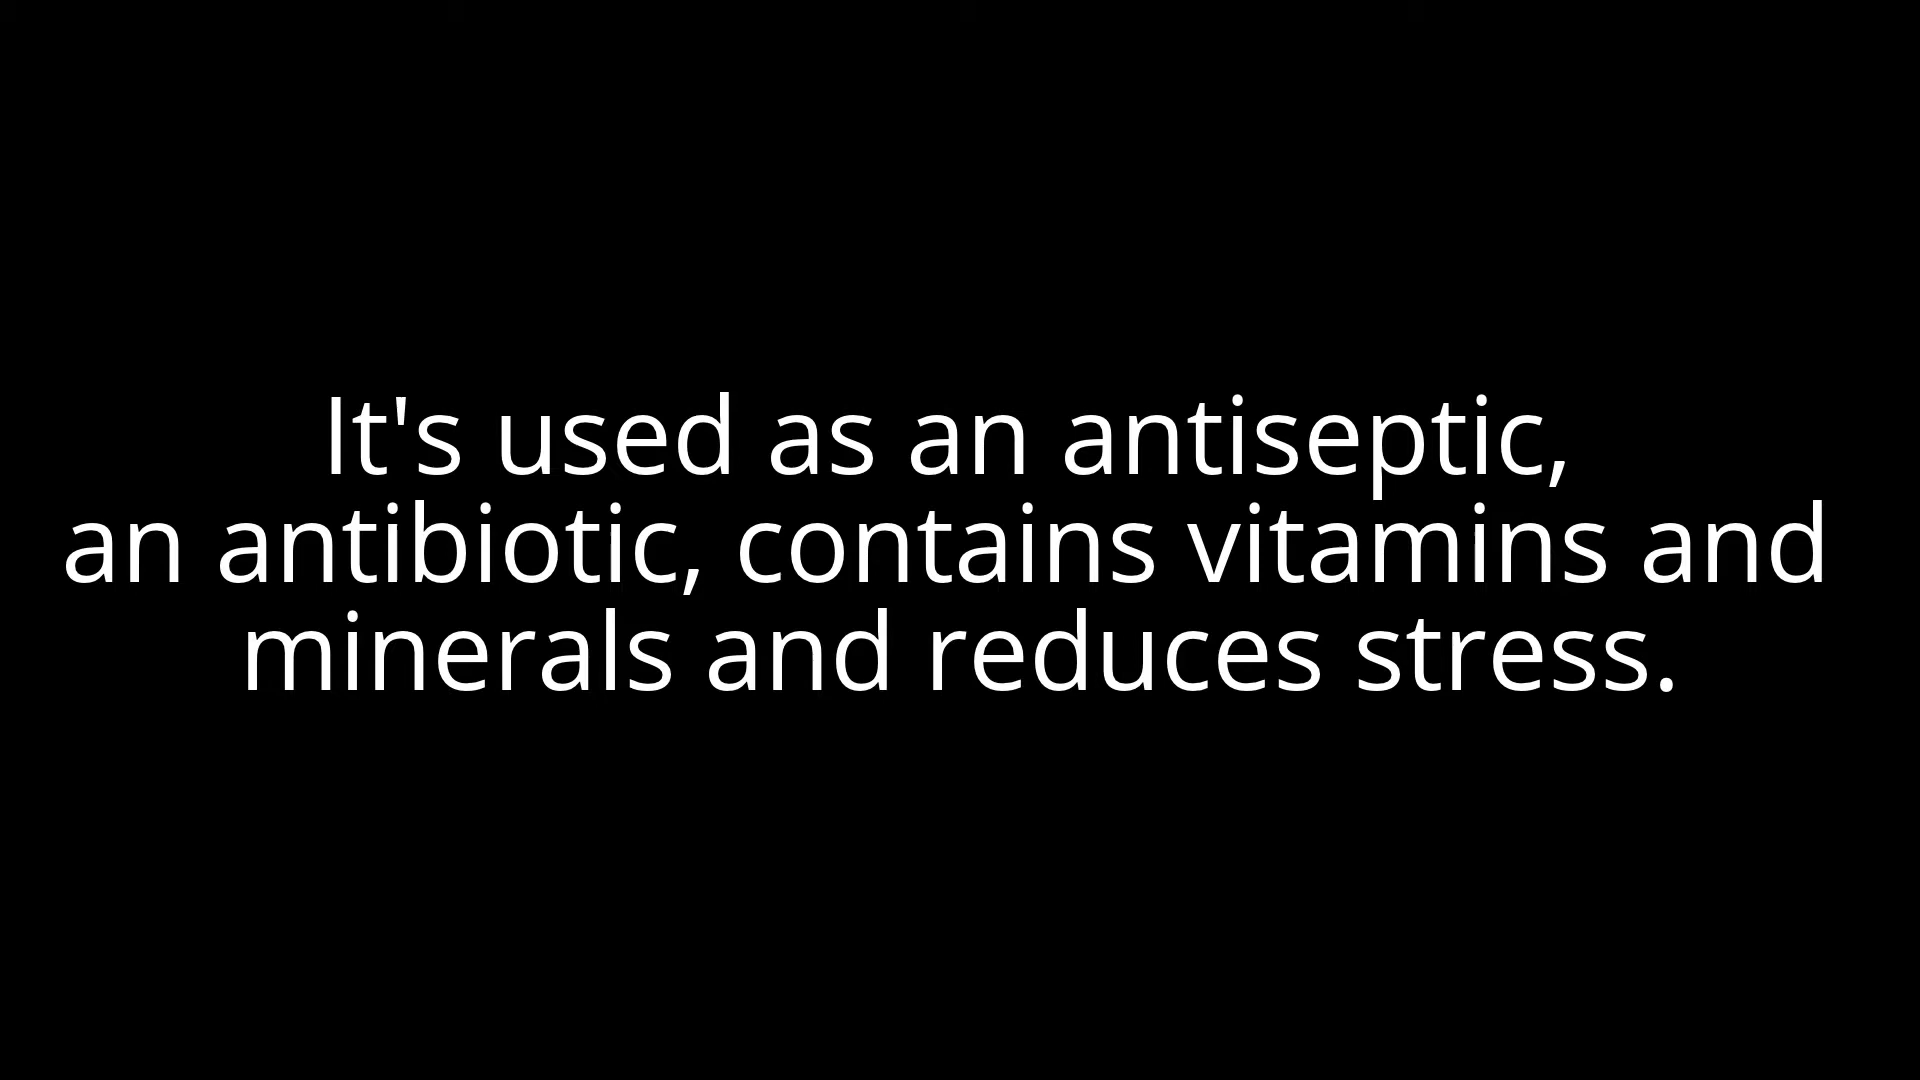 It's used as an antiseptic,
an antibiotic, contains vitamins and
minerals and reduces stress.